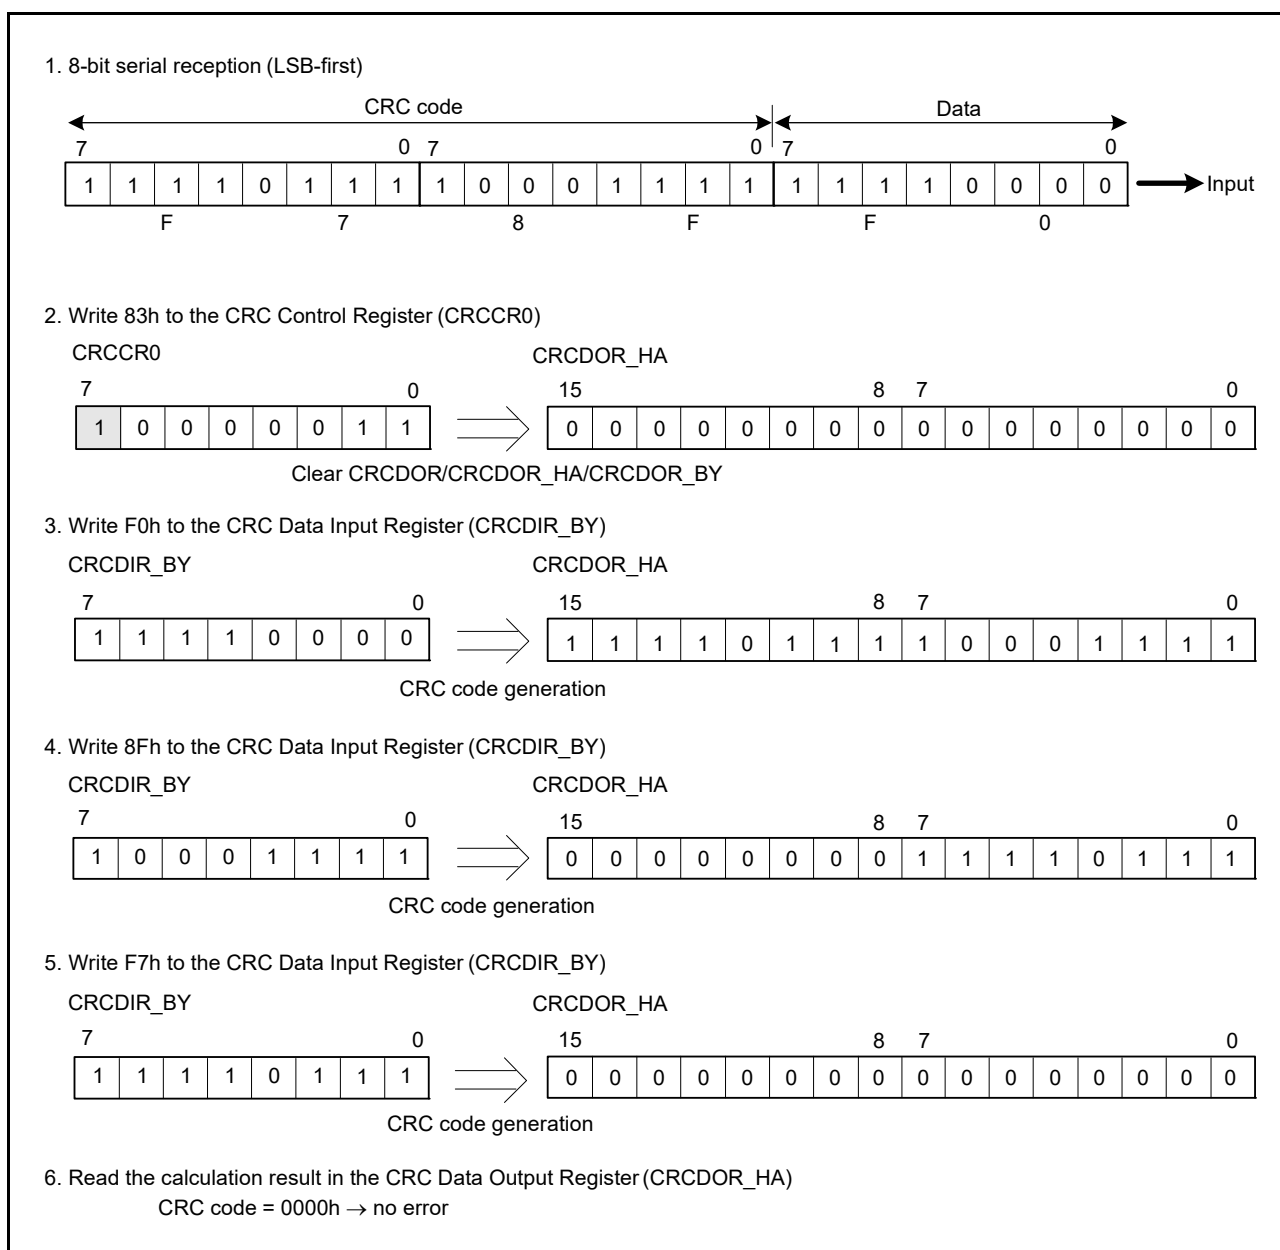 1. 8-bit serial reception (LSB-first)
CRC code Data
7 0 7 0 7 0
1 1 1 1 0 1 1 1 1 0 0 0 1 1 1 1 1 1 1 1 0 0 0 0 Input
F 7 8 F F 0
2. Write 83h to the CRC Control Register (CRCCR0)
CRCCR0 CRCDOR_HA
7 0 15 8 7 0
1 0 0 0 0 0 1 1 0 0 0 0 0 0 0 0 0 0 0 0 0 0 0 0
Clear CRCDOR/CRCDOR_HA/CRCDOR_BY
3. Write F0h to the CRC Data Input Register (CRCDIR_BY)
CRCDIR_BY CRCDOR_HA
7 0 15 8 7 0
1 1 1 1 0 0 0 0 1 1 1 1 0 1 1 1 1 0 0 0 1 1 1 1
CRC code generation
4. Write 8Fh to the CRC Data Input Register (CRCDIR_BY)
CRCDIR_BY CRCDOR_HA
7 0 15 8 7 0
1 0 0 0 1 1 1 1 0 0 0 0 0 0 0 0 1 1 1 1 0 1 1 1
CRC code generation
5. Write F7h to the CRC Data Input Register (CRCDIR_BY)
CRCDIR_BY CRCDOR_HA
7 0 15 8 7 0
1 1 1 1 0 1 1 1 0 0 0 0 0 0 0 0 0 0 0 0 0 0 0 0
CRC code generation
6. Read the calculation result in the CRC Data Output Register (CRCDOR_HA)
CRC code = 0000h → no error